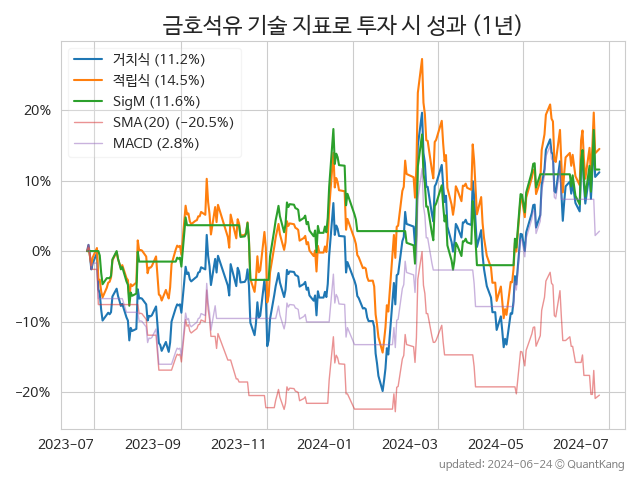 금호석유 기술 지표로 투자 시 성과 (1년)
거치식 (11.2%)
적립식 (14.5%)
SigM (11.6%)
SMA(20) (−20.5%)
MACD (2.8%)
20%
10%
0%
−10%
−20%
2023-07 2023-09 2023-11 2024-01 2024-03 2024-05 2024-07
updated: 2024-06-24 ⓒ QuantKang